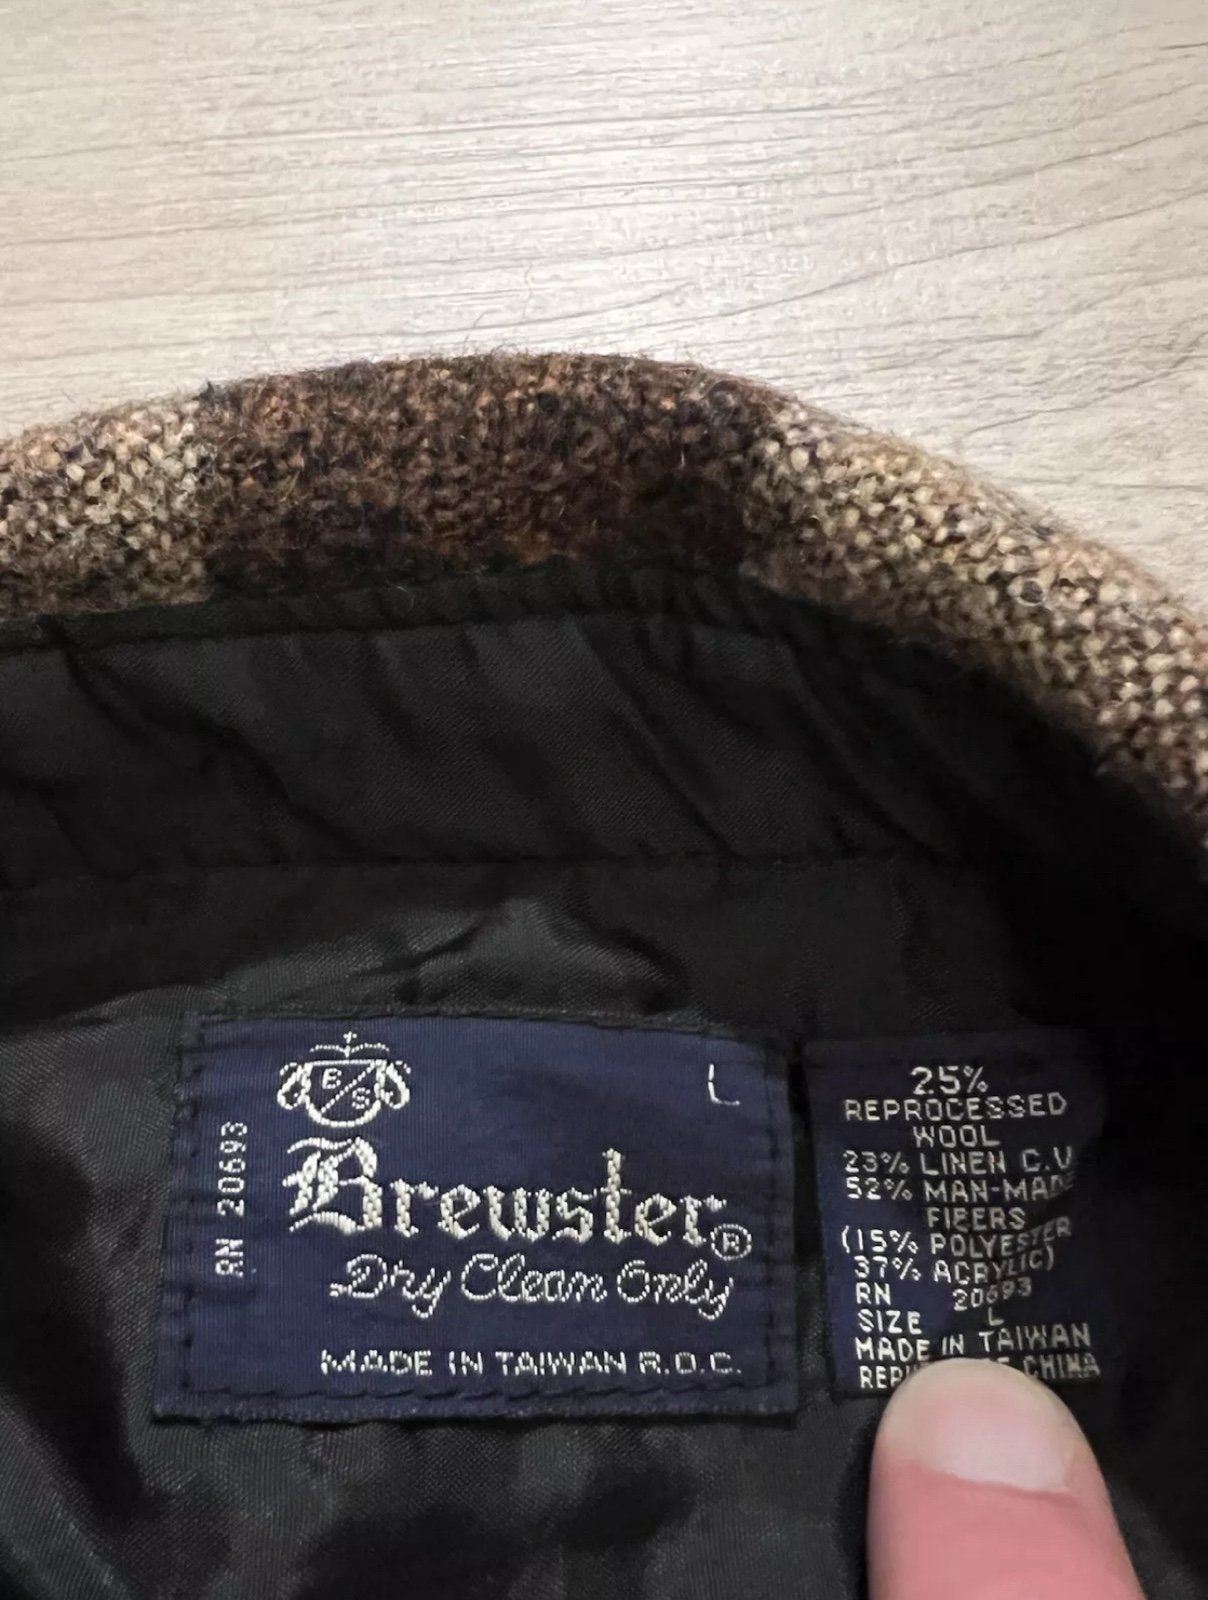 B/S
L
RN 20693
Brewster®
Dry Clean Only
MADE IN TAIWAN R.O.C.
25%
REPROCESSED
WOOL
23% LINEN
52% MAN-MADE
FIBERS
(15% POLYESTER
37% ACRYLIC)
RN 20693
SIZE L
MADE IN TAIWAN
CHINA